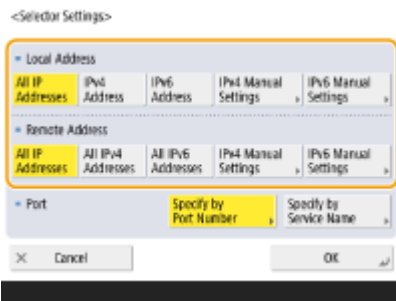 <Selector Settings>
Local Address
All IP Addresses
IPv4 Address
IPv6 Address
IPv4 Manual Settings
IPv6 Manual Settings
Remote Address
All IP Addresses
All IPv4 Addresses
All IPv6 Addresses
IPv4 Manual Settings
IPv6 Manual Settings
Port
Specify by Port Number
Specify by Service Name
Cancel
OK